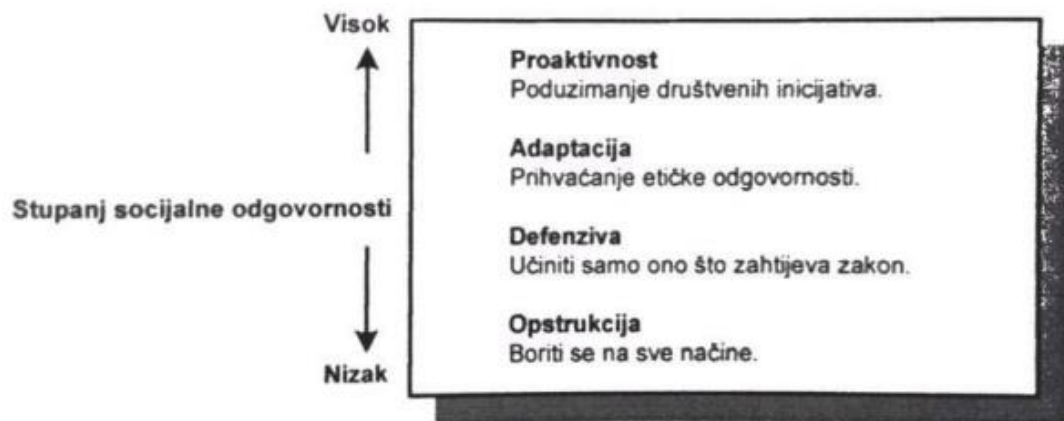 Visok
Proaktivnost
Poduzimanje društvenih inicijativa.
Adaptacija
Prihvaćanje etičke odgovornosti.
Stupanj socijalne odgovornosti
Defenziva
Učiniti samo ono što zahtijeva zakon.
Opstrukcija
Boriti se na sve načine.
Nizak